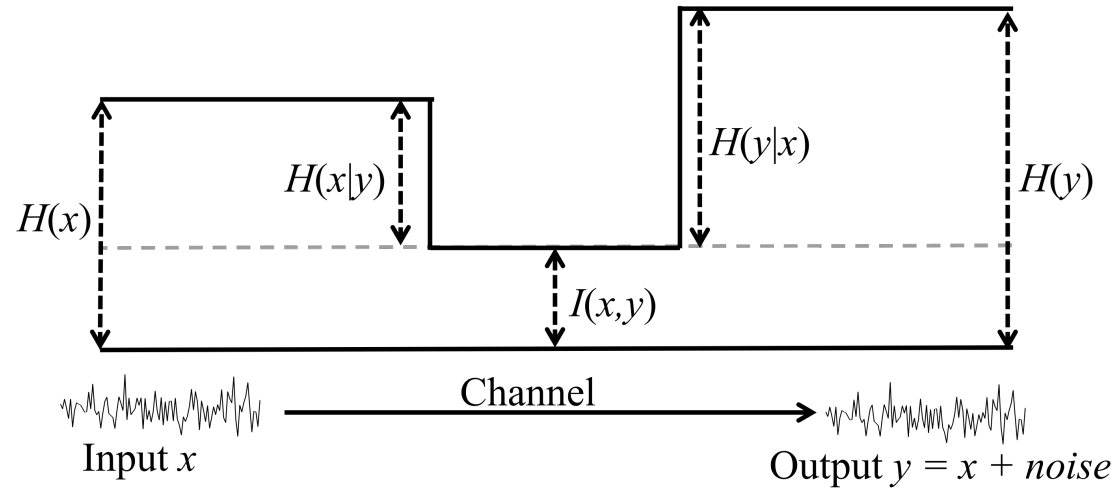 H(y|x)
H(x|y)
H(y)
H(x)
I(x,y)
Channel
Input x
Output y = x + noise